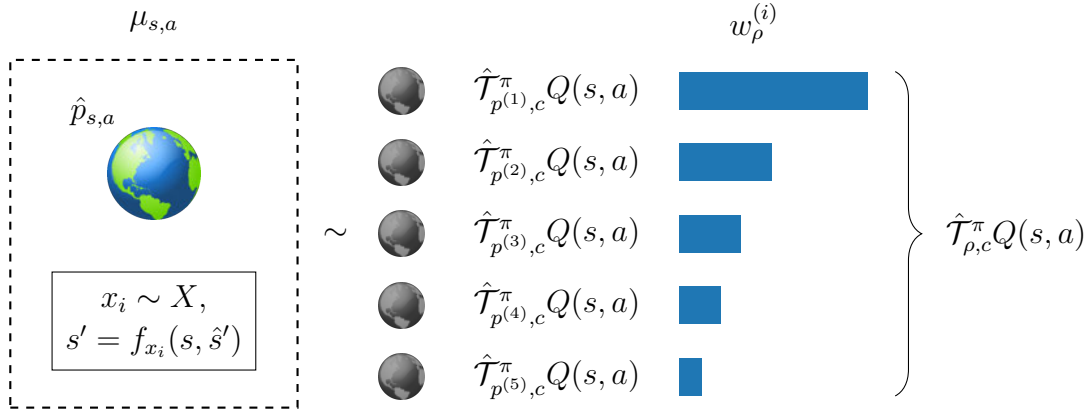 μ_{s,a}
w_ρ^{(i)}
p̂_{s,a}
x_i ∼ X,
s′ = f_{x_i}(s, ŝ′)
∼
𝒯̂^π_{p^{(1)},c}Q(s, a)
𝒯̂^π_{p^{(2)},c}Q(s, a)
𝒯̂^π_{p^{(3)},c}Q(s, a)
𝒯̂^π_{p^{(4)},c}Q(s, a)
𝒯̂^π_{p^{(5)},c}Q(s, a)
𝒯̂^π_{ρ,c}Q(s, a)